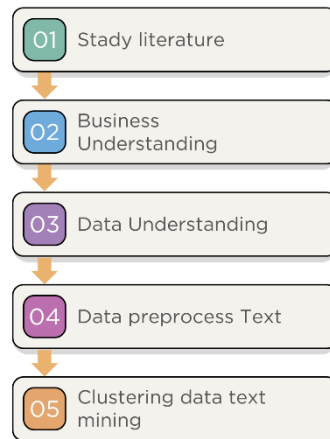 01 Stady literature
02 Business
Understanding
03 Data Understanding
04 Data preprocess Text
05 Clustering data text
mining